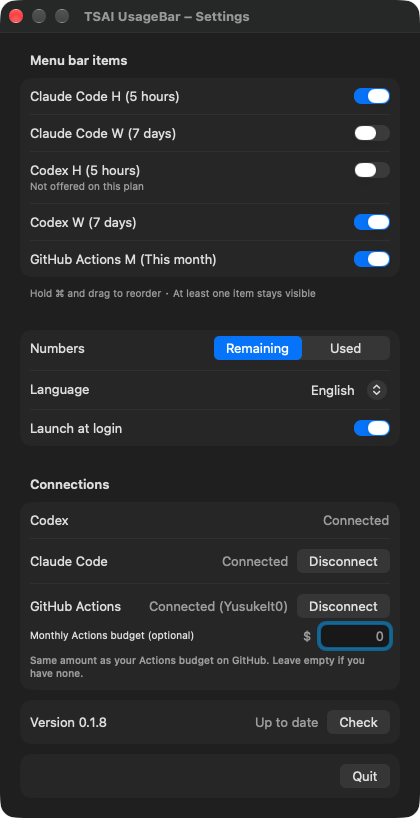 TSAI UsageBar – Settings
Menu bar items
Claude Code H (5 hours)
Claude Code W (7 days)
Codex H (5 hours)
Not offered on this plan
Codex W (7 days)
GitHub Actions M (This month)
Hold ⌘ and drag to reorder・At least one item stays visible
Numbers Remaining Used
Language English
Launch at login
Connections
Codex Connected
Claude Code Connected Disconnect
GitHub Actions Connected (YusukeIt0) Disconnect
Monthly Actions budget (optional) $ 0
Same amount as your Actions budget on GitHub. Leave empty if you
have none.
Version 0.1.8 Up to date Check
Quit